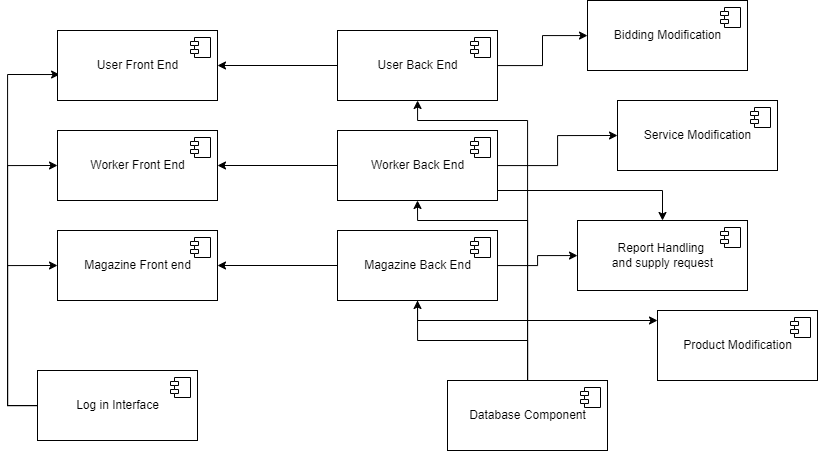 Bidding Modification
User Front End
User Back End
Service Modification
Worker Front End
Worker Back End
Report Handling
and supply request
Magazine Front end
Magazine Back End
Product Modification
Log in Interface
Database Component